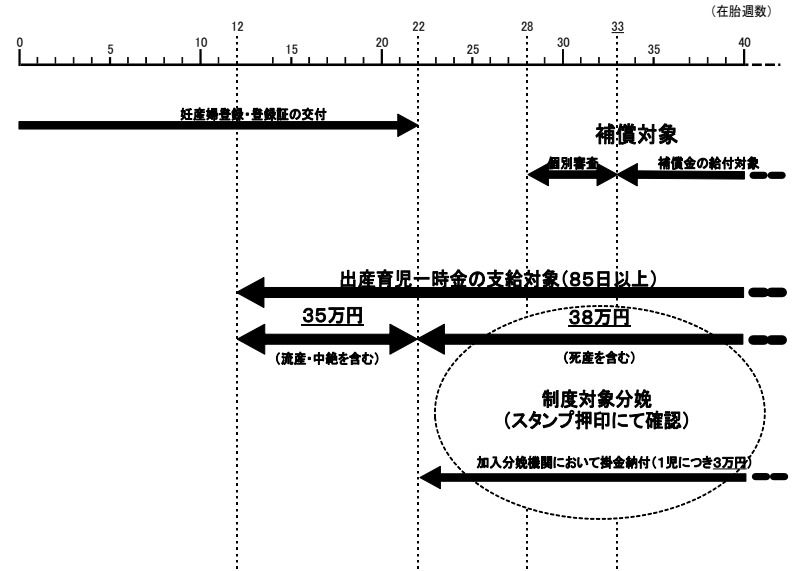 （在胎週数）
12 22 28 33
0 5 10 15 20 25 30 35 40
妊産婦登録・登録証の交付
補償対象
個別審査 補償金の給付対象
出産育児一時金の支給対象（８５日以上）
３５万円 ３８万円
（流産・中絶を含む） （死産を含む）
制度対象分娩
（スタンプ押印にて確認）
加入分娩機関において掛金納付（１児につき３万円）